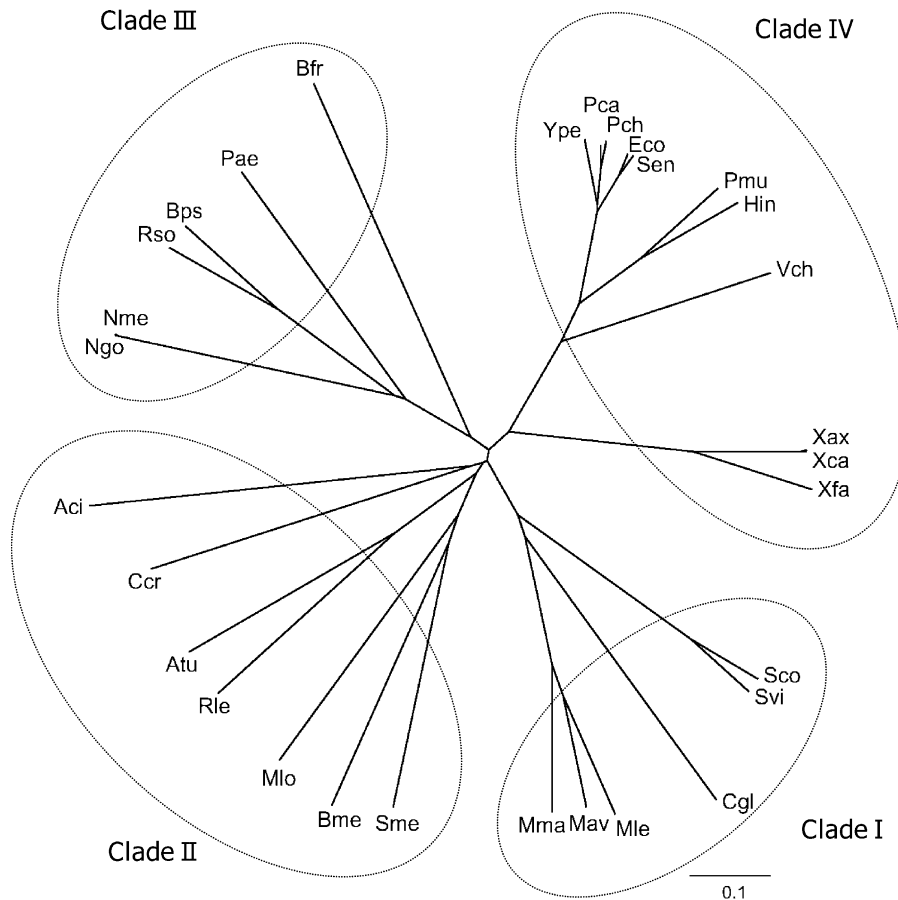 Clade III
Clade IV
Bfr
Pae
Bps
Rso
Nme
Ngo
Pca
Pch
Ype
Eco
Sen
Pmu
Hin
Vch
Xax
Xca
Xfa
Aci
Ccr
Atu
Rle
Mlo
Bme
Sme
Clade II
Sco
Svi
Cgl
Mma
Mav
Mle
Clade I
0.1